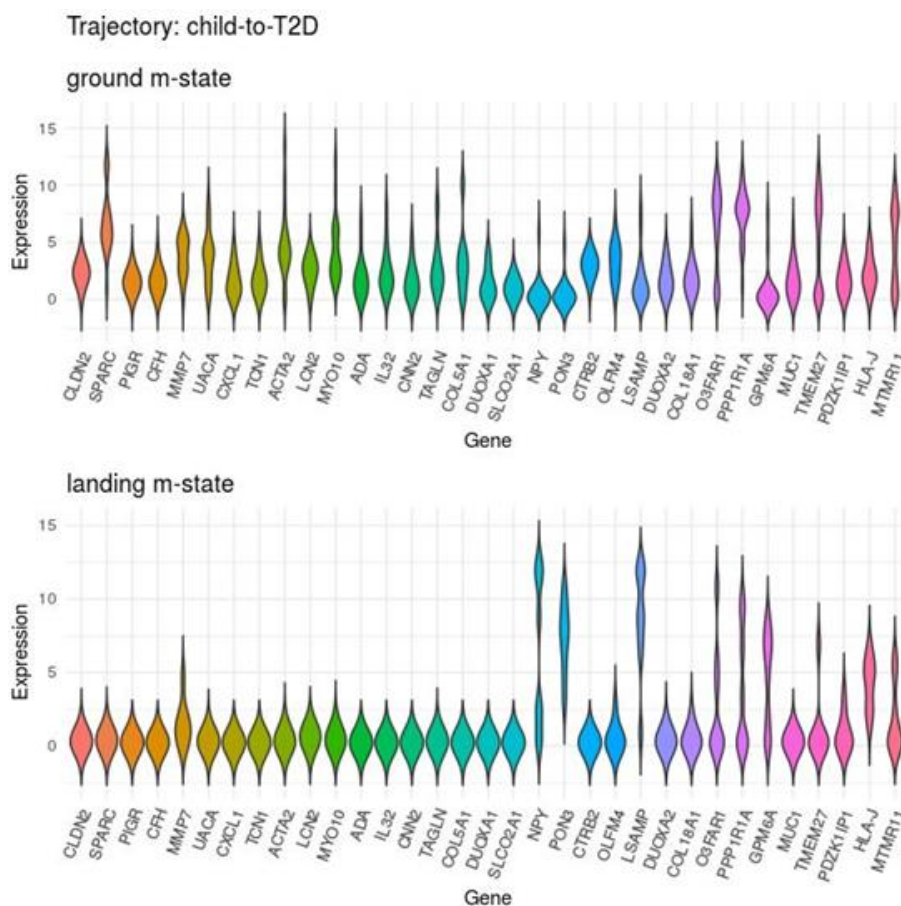 Trajectory: child-to-T2D
ground m-state
15
10
5
0
Expression
CLDN2 SPARC PIGR CFH MMP7 UACA CXCL1 TCN1 ACTA2 LCN2 MYO10 ADA IL32 CNN2 TAGLN COL5A1 DUOXA1 SLCO2A1 NPY PON3 CTRB2 OLFM4 LSAMP DUOXA2 COL18A1 O3FAR1 PPP1R1A GPM6A MUC1 TMEM27 PDZK1IP1 HLA-J MTMR11
Gene
landing m-state
15
10
5
0
Expression
CLDN2 SPARC PIGR CFH MMP7 UACA CXCL1 TCN1 ACTA2 LCN2 MYO10 ADA IL32 CNN2 TAGLN COL5A1 DUOXA1 SLCO2A1 NPY PON3 CTRB2 OLFM4 LSAMP DUOXA2 COL18A1 O3FAR1 PPP1R1A GPM6A MUC1 TMEM27 PDZK1IP1 HLA-J MTMR11
Gene